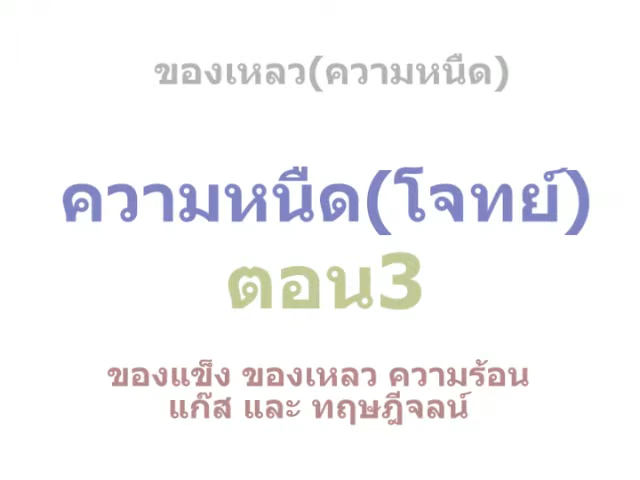 ของเหลว(ความหนืด)
ความหนืด(โจทย์)
ตอน3
ของแข็ง ของเหลว ความร้อน
แก๊ส และ ทฤษฎีจลน์